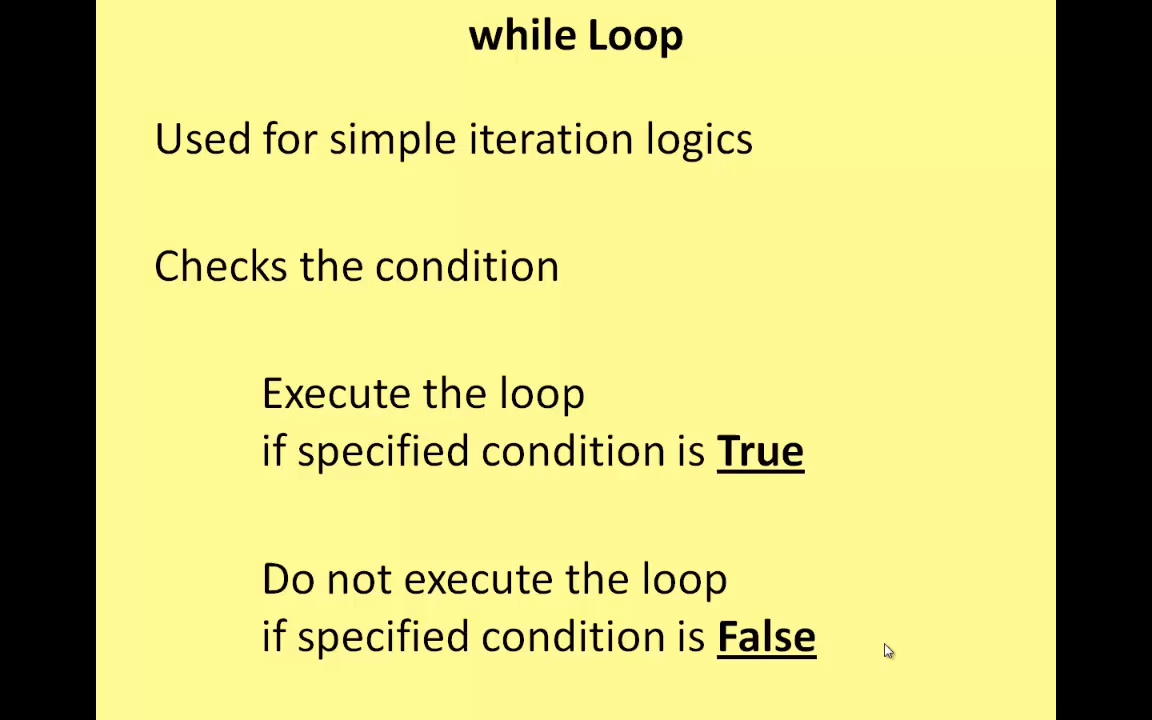 while Loop
Used for simple iteration logics
Checks the condition
Execute the loop
if specified condition is True
Do not execute the loop
if specified condition is False